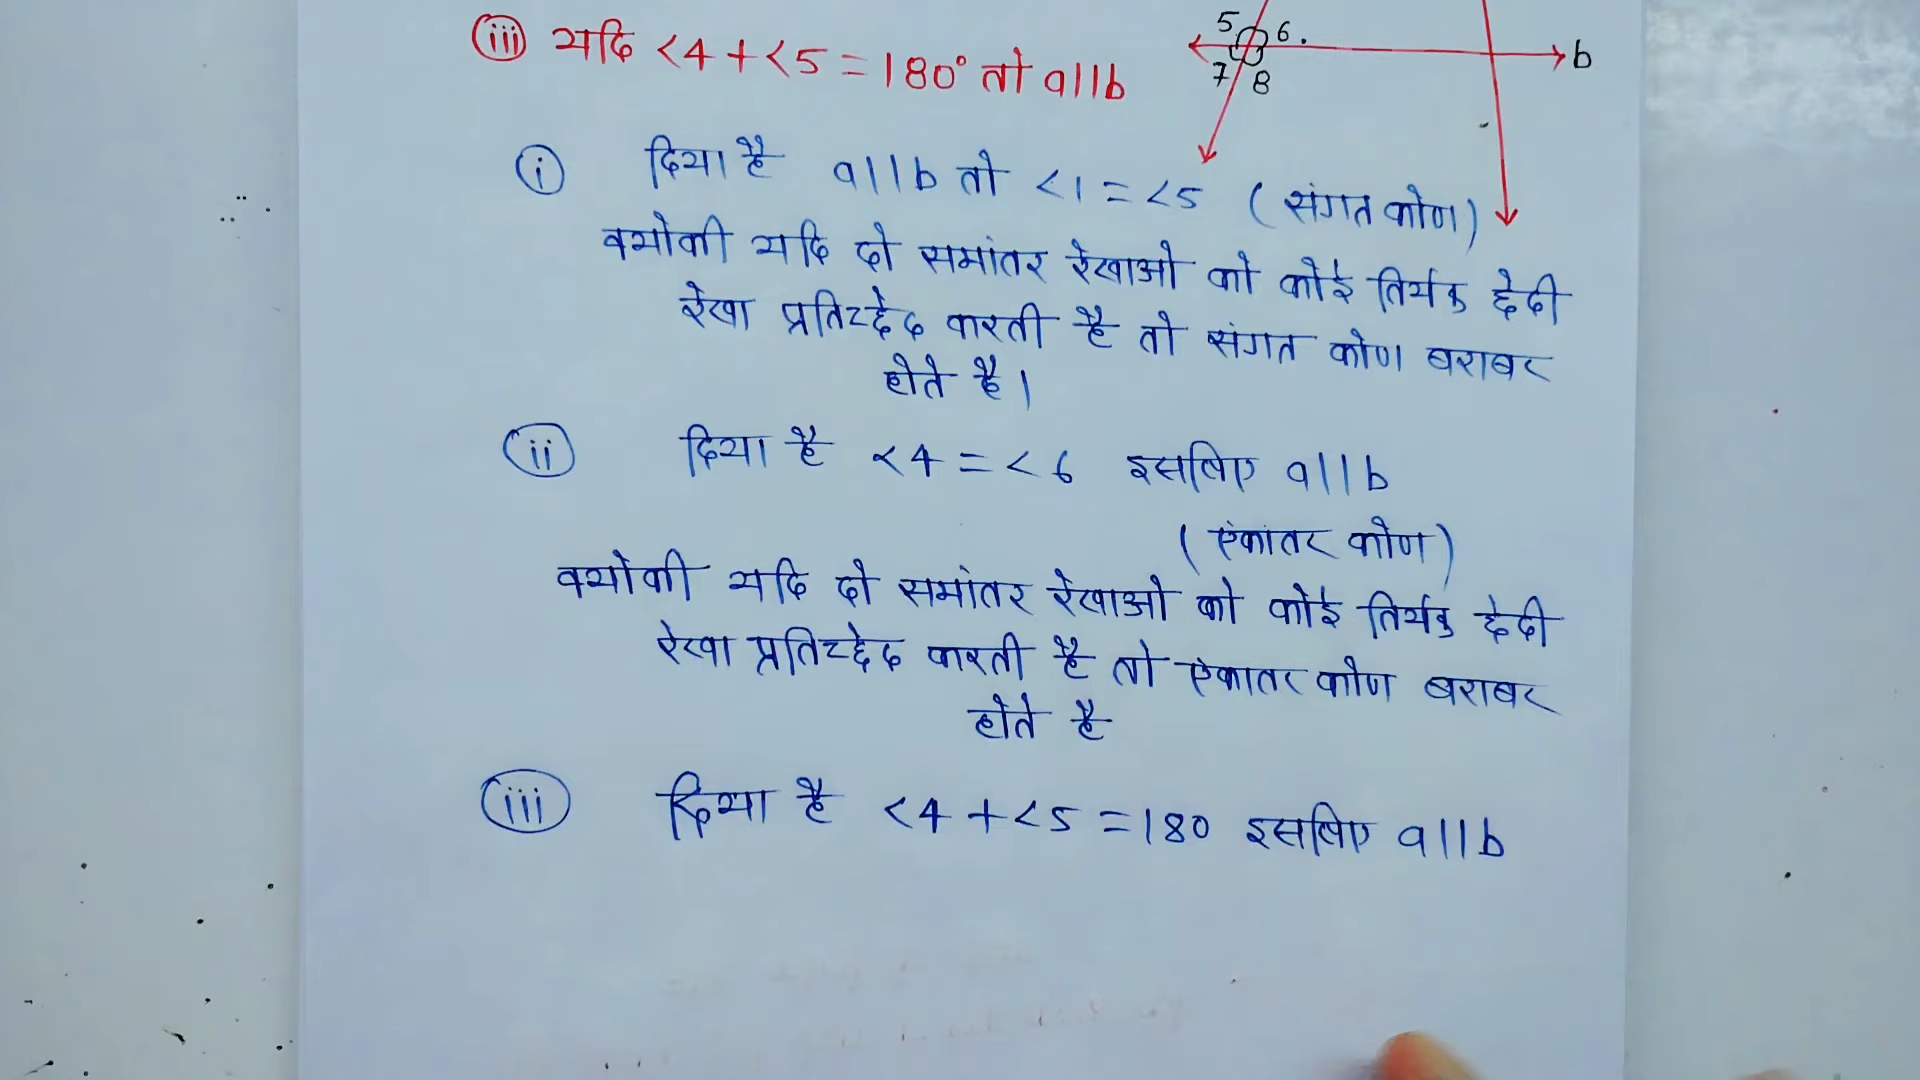 (iii) यदि <4+<5=180° तो a||b
5 6.
7 8
b
(i) दिया है a||b तो <1=<5 (संगत कोण)
क्योकी यदि दो समांतर रेखाओ को कोई तिर्यक छेदी
रेखा प्रतिच्छेद करती है तो संगत कोण बराबर
होते है।
(ii) दिया है <4=<6 इसलिए a||b
(एंकातर कोण)
क्योकी यदि दो समांतर रेखाओ को कोई तिर्यक छेदी
रेखा प्रतिच्छेद करती है तो एकातर कोण बराबर
होते है
(iii) दिया है <4+<5=180 इसलिए a||b